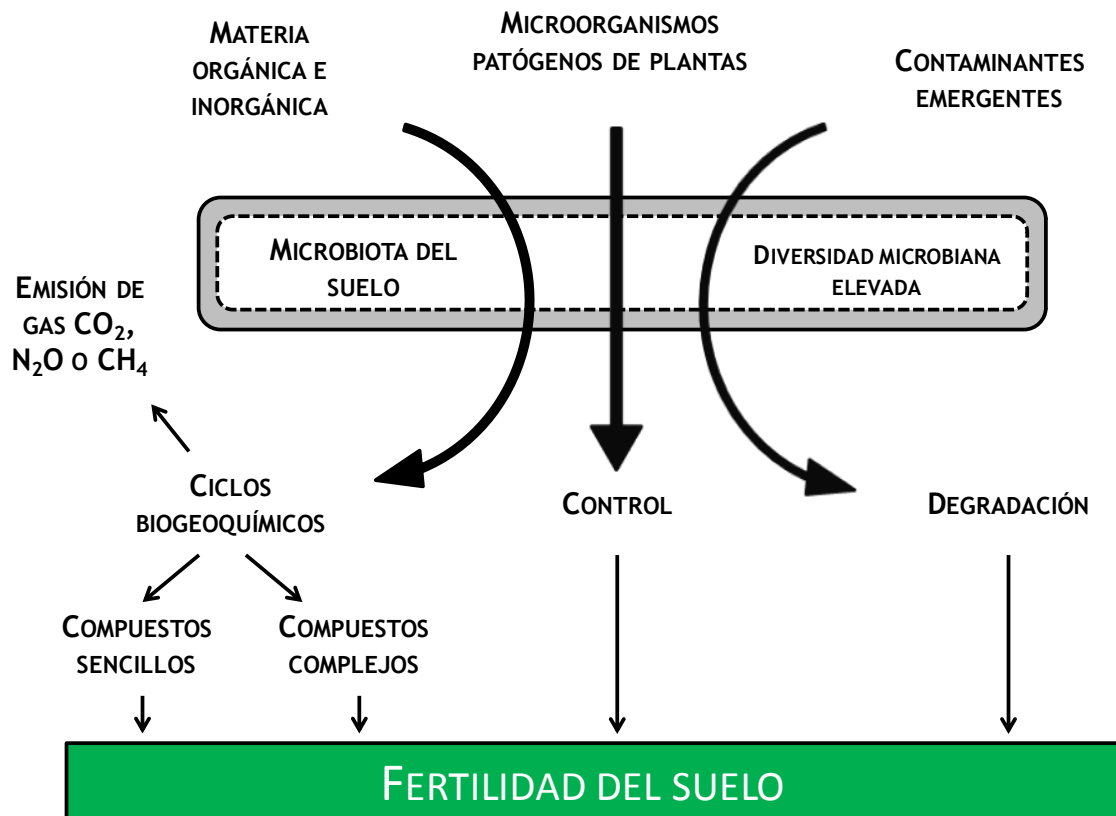 MATERIA
ORGÁNICA E
INORGÁNICA
MICROORGANISMOS
PATÓGENOS DE PLANTAS
CONTAMINANTES
EMERGENTES
MICROBIOTA DEL
SUELO
DIVERSIDAD MICROBIANA
ELEVADA
EMISIÓN DE
GAS CO₂,
N₂O O CH₄
CICLOS
BIOGEOQUÍMICOS
CONTROL
DEGRADACIÓN
COMPUESTOS
SENCILLOS
COMPUESTOS
COMPLEJOS
FERTILIDAD DEL SUELO